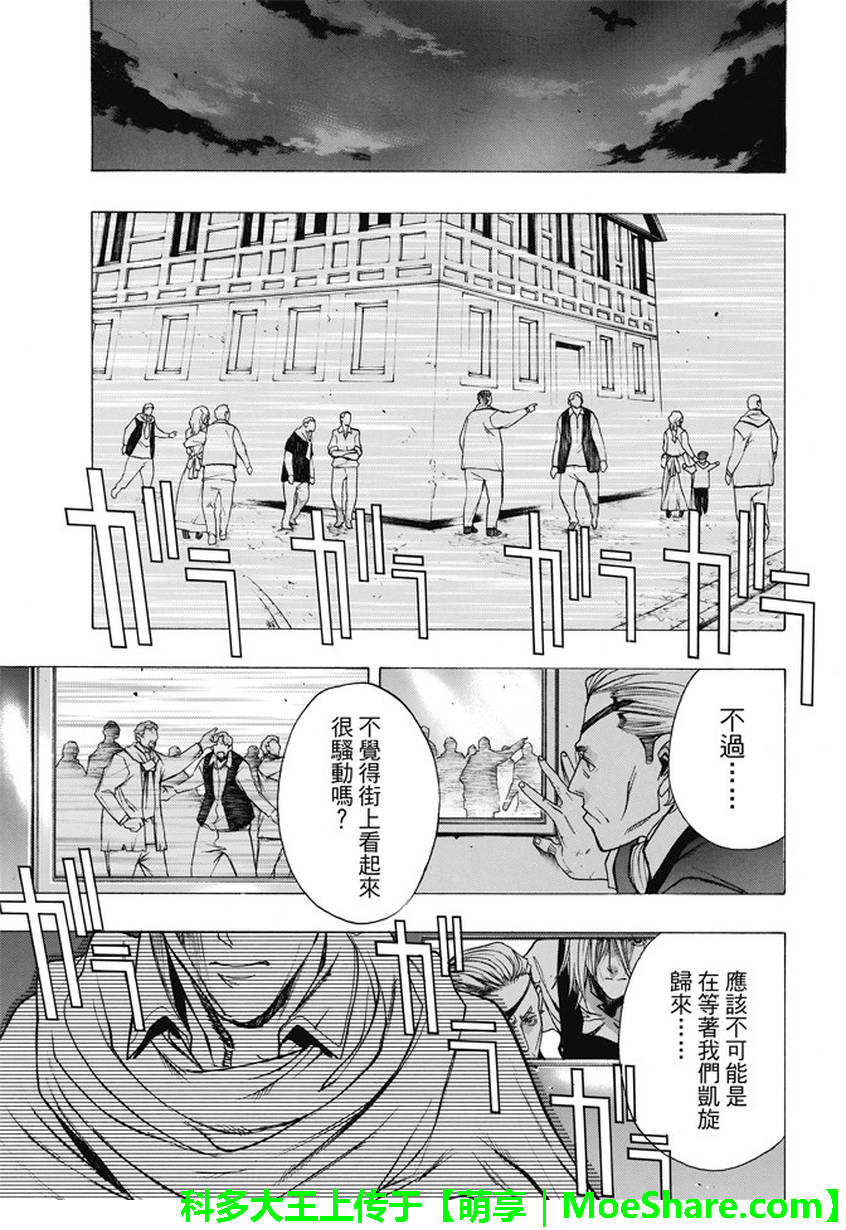 ガラ
ガラ
ガラ
ガラ
不過……
不覺得街上看起來
很騷動嗎?
應該不可能是
在等著我們凱旋
歸來……
ガラ
ガラ
ガラ
科多大王上传于【萌享｜MoeShare.com】